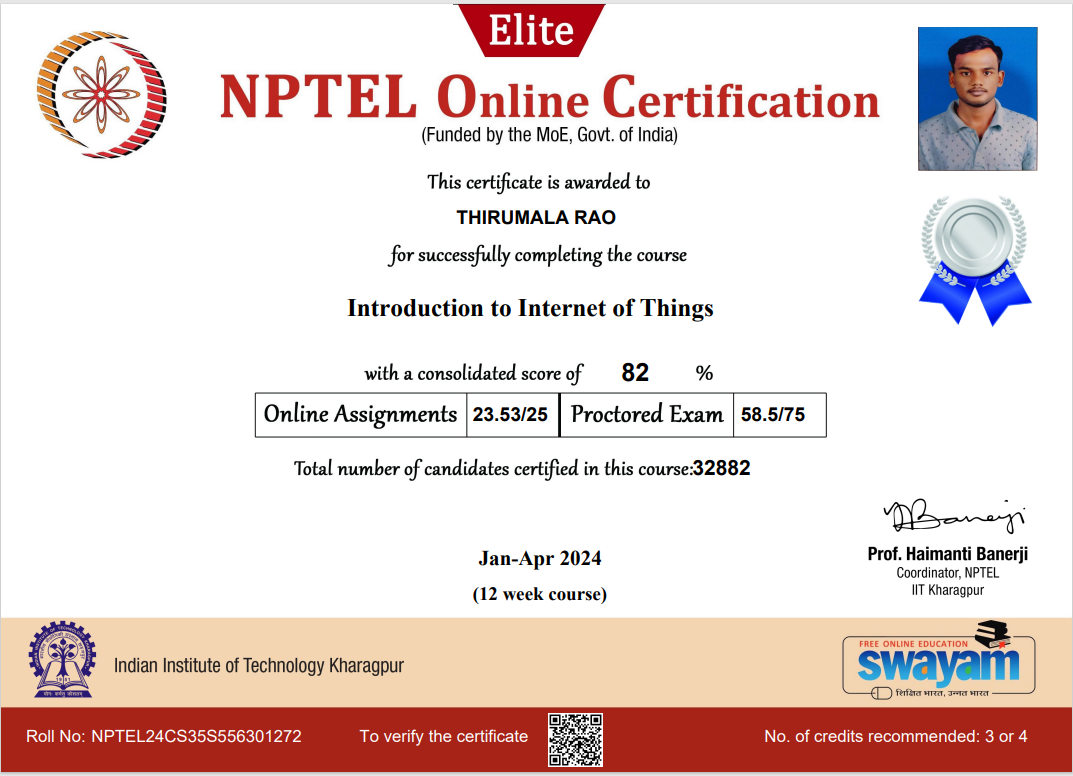 Elite
NPTEL Online Certification
(Funded by the MoE, Govt. of India)
This certificate is awarded to
THIRUMALA RAO
for successfully completing the course
Introduction to Internet of Things
with a consolidated score of 82 %
Online Assignments 23.53/25 Proctored Exam 58.5/75
Total number of candidates certified in this course:32882
Banerji
Prof. Haimanti Banerji
Coordinator, NPTEL
IIT Kharagpur
Jan-Apr 2024
(12 week course)
Indian Institute of Technology Kharagpur
FREE ONLINE EDUCATION
swayam
शिक्षित भारत, उन्नत भारत
Roll No: NPTEL24CS35S556301272
To verify the certificate
No. of credits recommended: 3 or 4